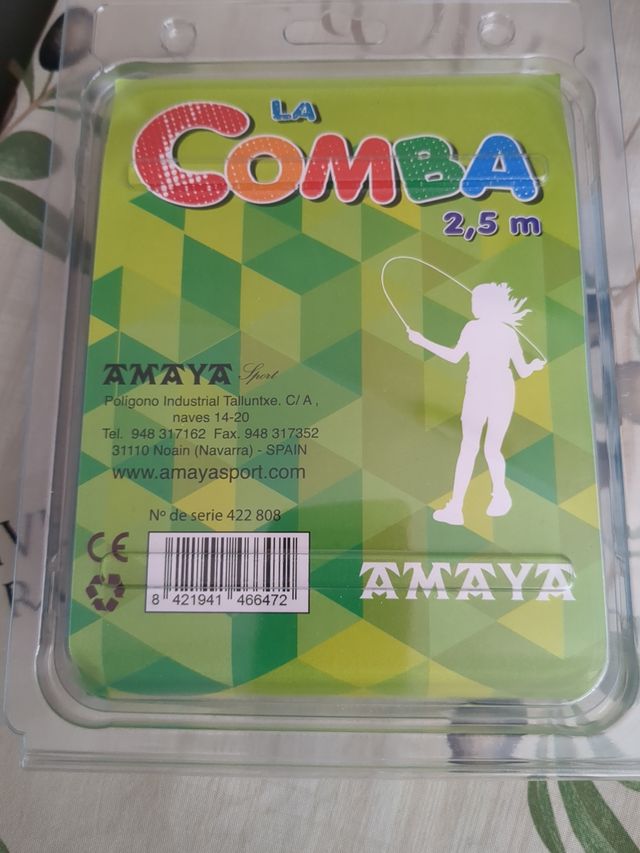 LA
COMBA
2,5 m
AMAYA Sport
Polígono Industrial Talluntxe. C/ A ,
naves 14-20
Tel. 948 317162 Fax. 948 317352
31110 Noain (Navarra) - SPAIN
www.amayasport.com
Nº de serie 422 808
CE
8 421941 466472
AMAYA